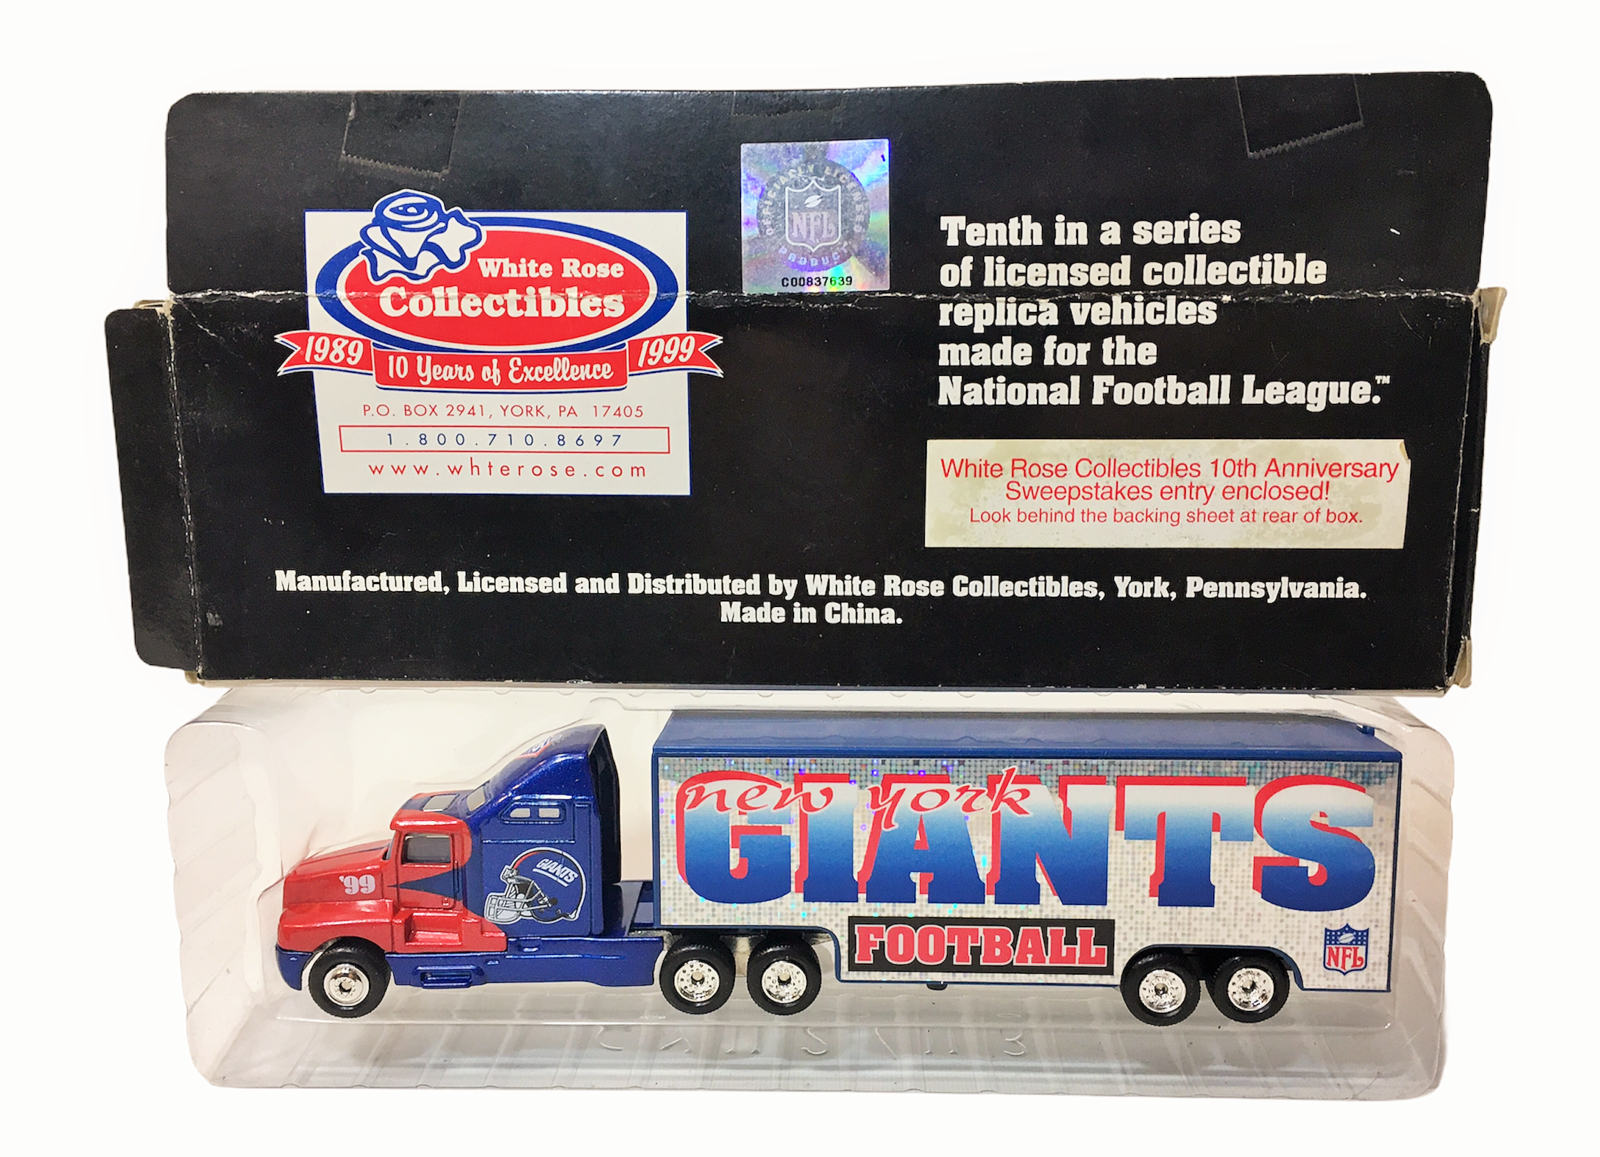 White Rose
Collectibles
1989
10 Years of Excellence
1999
P.O. BOX 2941, YORK, PA 17405
1.800.710.8697
www.whterose.com
OFFICIALLY LICENSED
NFL
PRODUCT
C00837639
Tenth in a series
of licensed collectible
replica vehicles
made for the
National Football League.™
White Rose Collectibles 10th Anniversary
Sweepstakes entry enclosed!
Look behind the backing sheet at rear of box.
Manufactured, Licensed and Distributed by White Rose Collectibles, York, Pennsylvania.
Made in China.
'99
GIANTS
new york
GIANTS
FOOTBALL
NFL